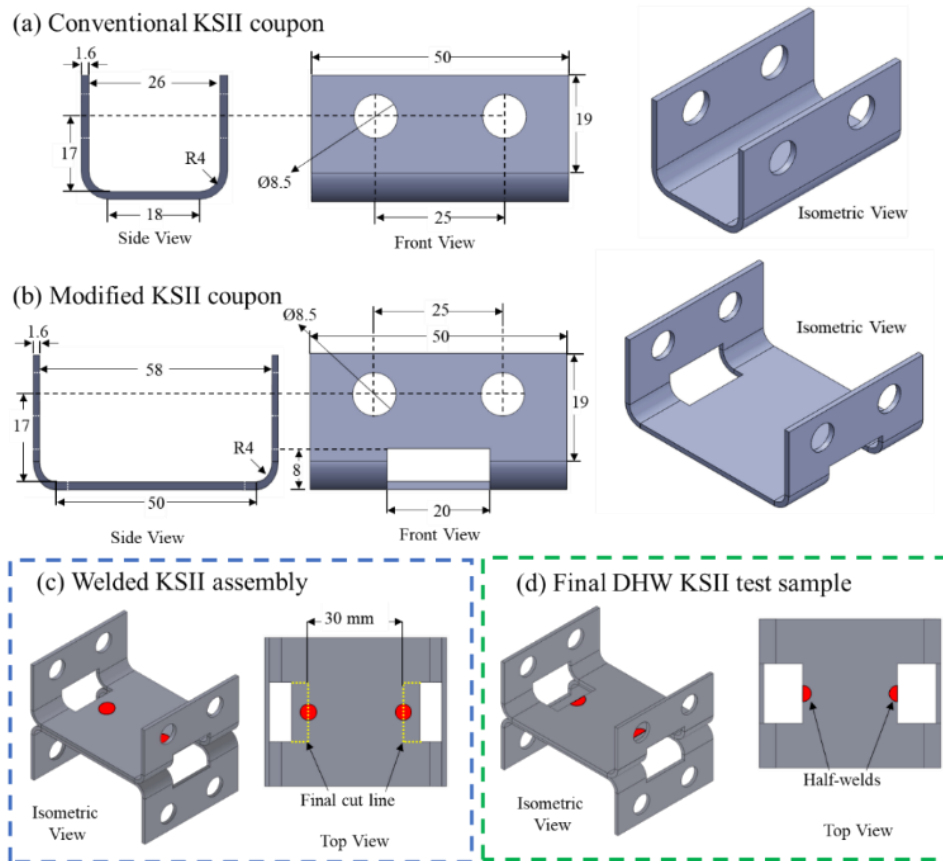 (a) Conventional KSII coupon
1.6
26
17
R4
18
Side View
50
19
Ø8.5
25
Front View
Isometric View
(b) Modified KSII coupon
1.6
58
17
R4
50
Side View
25
Ø8.5
50
19
8
20
Front View
Isometric View
(c) Welded KSII assembly
30 mm
Final cut line
Isometric
View
Top View
(d) Final DHW KSII test sample
Half-welds
Isometric
View
Top View